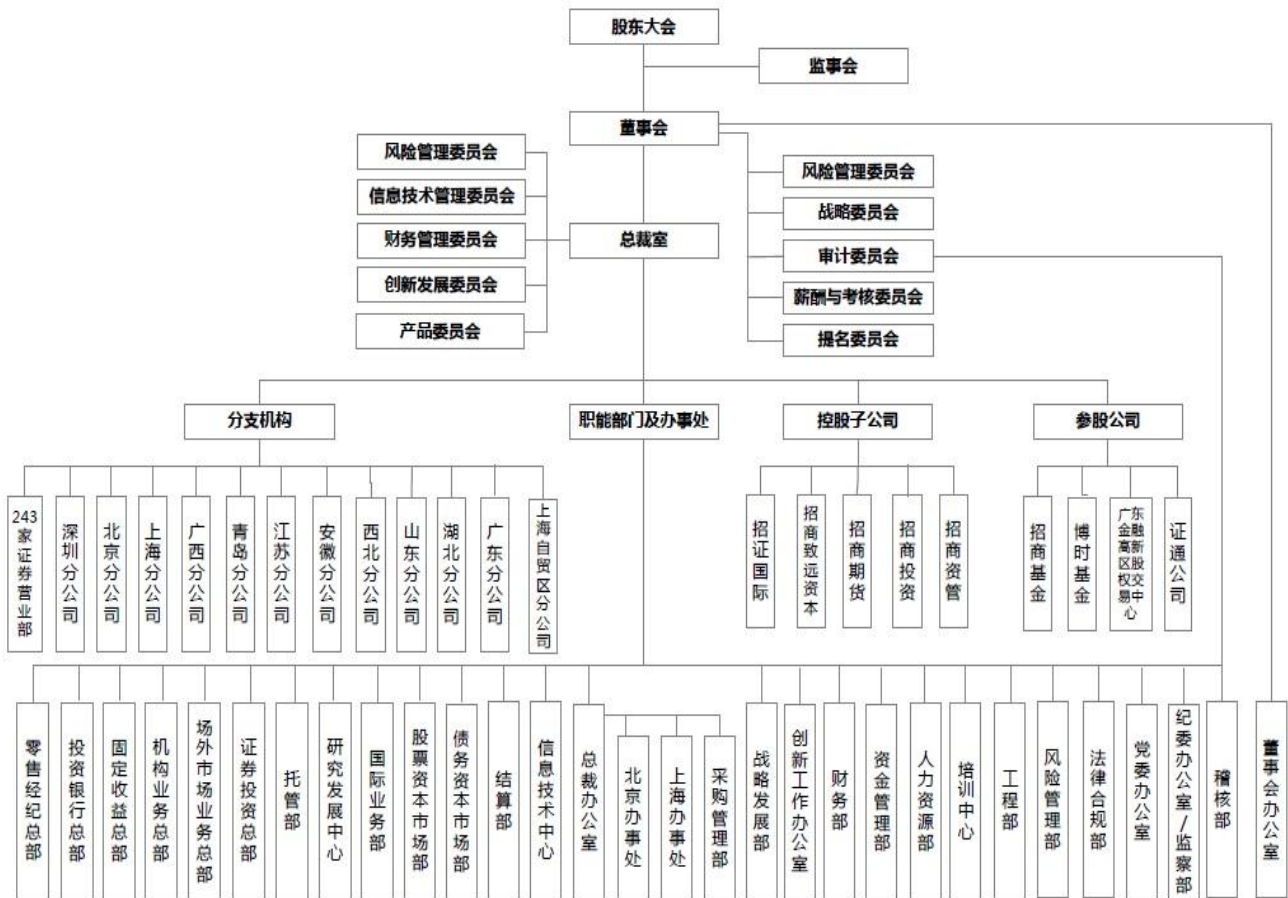 股东大会
监事会
董事会
风险管理委员会
信息技术管理委员会
财务管理委员会
创新发展委员会
产品委员会
总裁室
风险管理委员会
战略委员会
审计委员会
薪酬与考核委员会
提名委员会
分支机构
职能部门及办事处
控股子公司
参股公司
243家证券营业部
深圳分公司
北京分公司
上海分公司
广西分公司
青岛分公司
江苏分公司
安徽分公司
西北分公司
山东分公司
湖北分公司
广东分公司
上海自贸区分公司
招证国际
招商致远资本
招商期货
招商投资
招商资管
招商基金
博时基金
广东金融高新区股权交易中心
证通公司
零售经纪总部
投资银行总部
固定收益总部
机构业务总部
场外市场业务总部
证券投资总部
托管部
研究发展中心
国际业务部
股票资本市场部
债务资本市场部
结算部
信息技术中心
总裁办公室
北京办事处
上海办事处
采购管理部
战略发展部
创新工作办公室
财务部
资金管理部
人力资源部
培训中心
工程部
风险管理部
法律合规部
党委办公室
纪委办公室/监察部
稽核部
董事会办公室